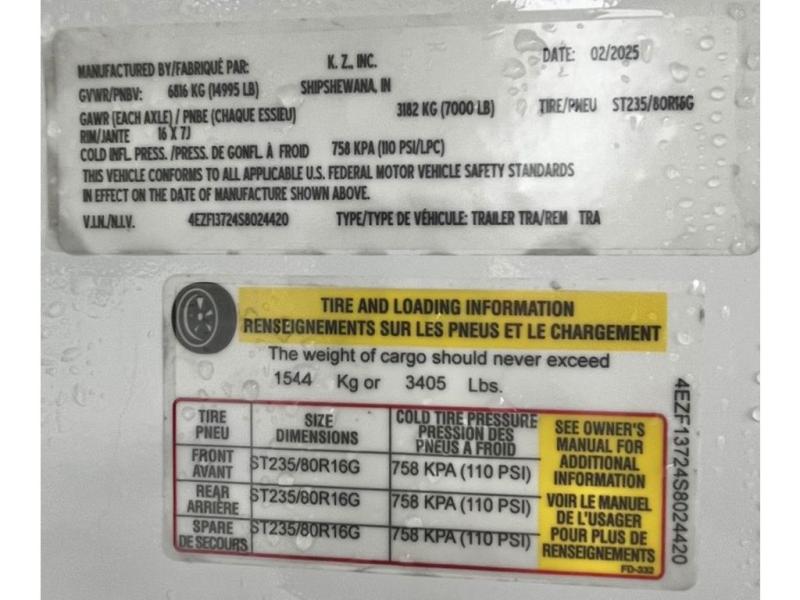 MANUFACTURED BY/FABRIQUÉ PAR: K. Z., INC. DATE: 02/2025
GVWR/PNBV: 6816 KG (14995 LB) SHIPSHEWANA, IN
GAWR (EACH AXLE) / PNBE (CHAQUE ESSIEU) 3182 KG (7000 LB) TIRE/PNEU ST235/80R16G
RIM/JANTE 16 X 7J
COLD INFL. PRESS. /PRESS. DE GONFL. À FROID 758 KPA (110 PSI/LPC)
THIS VEHICLE CONFORMS TO ALL APPLICABLE U.S. FEDERAL MOTOR VEHICLE SAFETY STANDARDS
IN EFFECT ON THE DATE OF MANUFACTURE SHOWN ABOVE.
V.I.N./N.I.V. 4EZF13724S8024420 TYPE/TYPE DE VÉHICULE: TRAILER TRA/REM TRA
TIRE AND LOADING INFORMATION
RENSEIGNEMENTS SUR LES PNEUS ET LE CHARGEMENT
The weight of cargo should never exceed
1544 Kg or 3405 Lbs.
TIRE
PNEU
SIZE
DIMENSIONS
COLD TIRE PRESSURE
PRESSION DES
PNEUS A FROID
FRONT
AVANT
ST235/80R16G
758 KPA (110 PSI)
REAR
ARRIÈRE
ST235/80R16G
758 KPA (110 PSI)
SPARE
DE SECOURS
ST235/80R16G
758 KPA (110 PSI)
SEE OWNER'S
MANUAL FOR
ADDITIONAL
INFORMATION
VOIR LE MANUEL
DE L'USAGER
POUR PLUS DE
RENSEIGNEMENTS
FD-332
4EZF13724S8024420